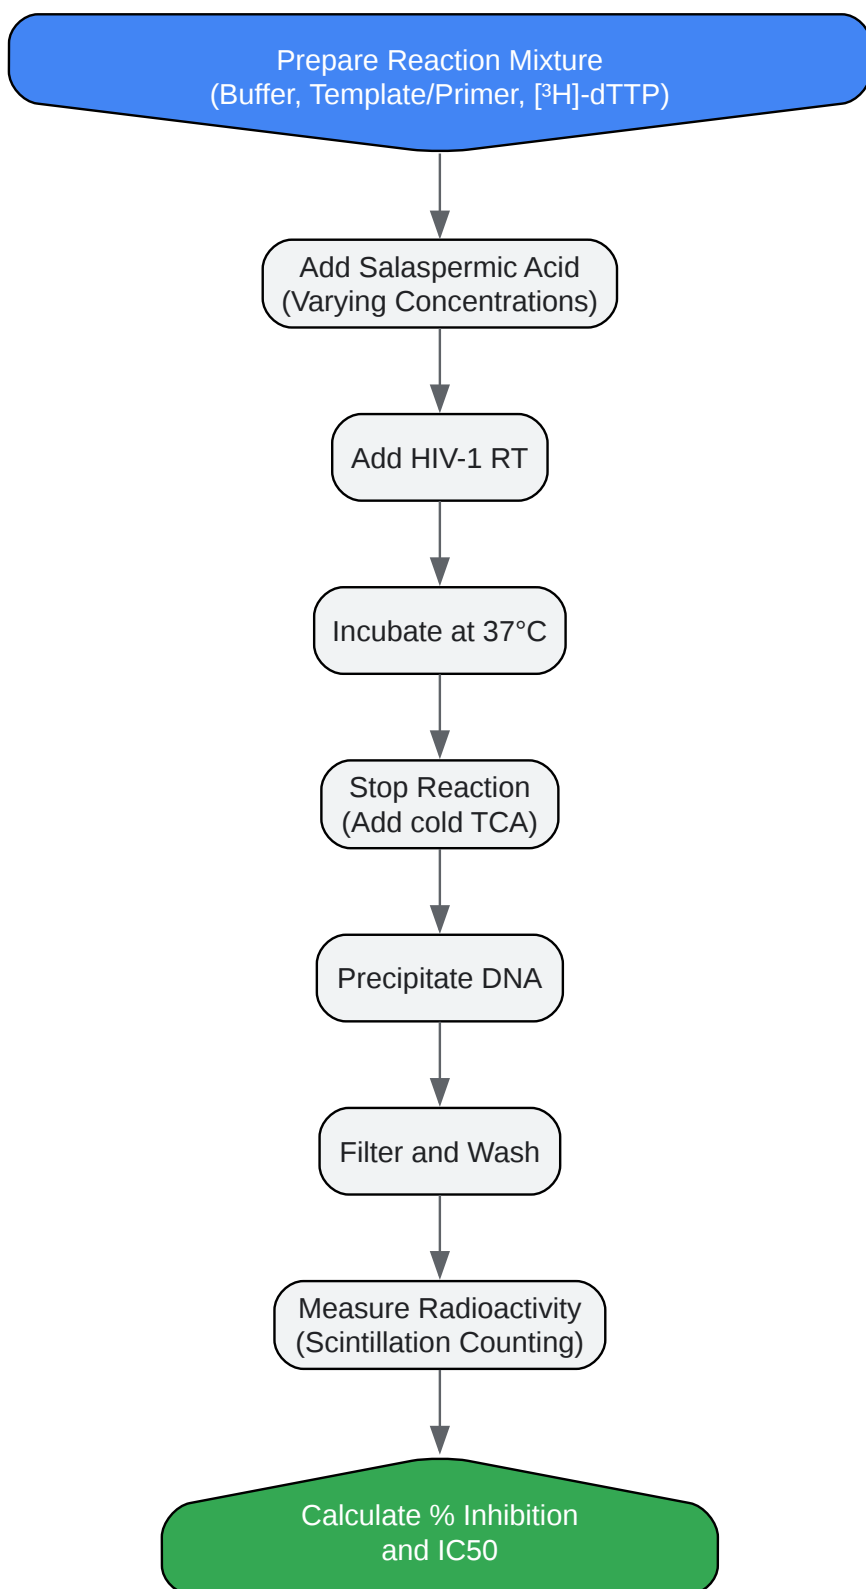 Prepare Reaction Mixture
(Buffer, Template/Primer, [³H]-dTTP)
Add Salaspermic Acid
(Varying Concentrations)
Add HIV-1 RT
Incubate at 37°C
Stop Reaction
(Add cold TCA)
Precipitate DNA
Filter and Wash
Measure Radioactivity
(Scintillation Counting)
Calculate % Inhibition
and IC50